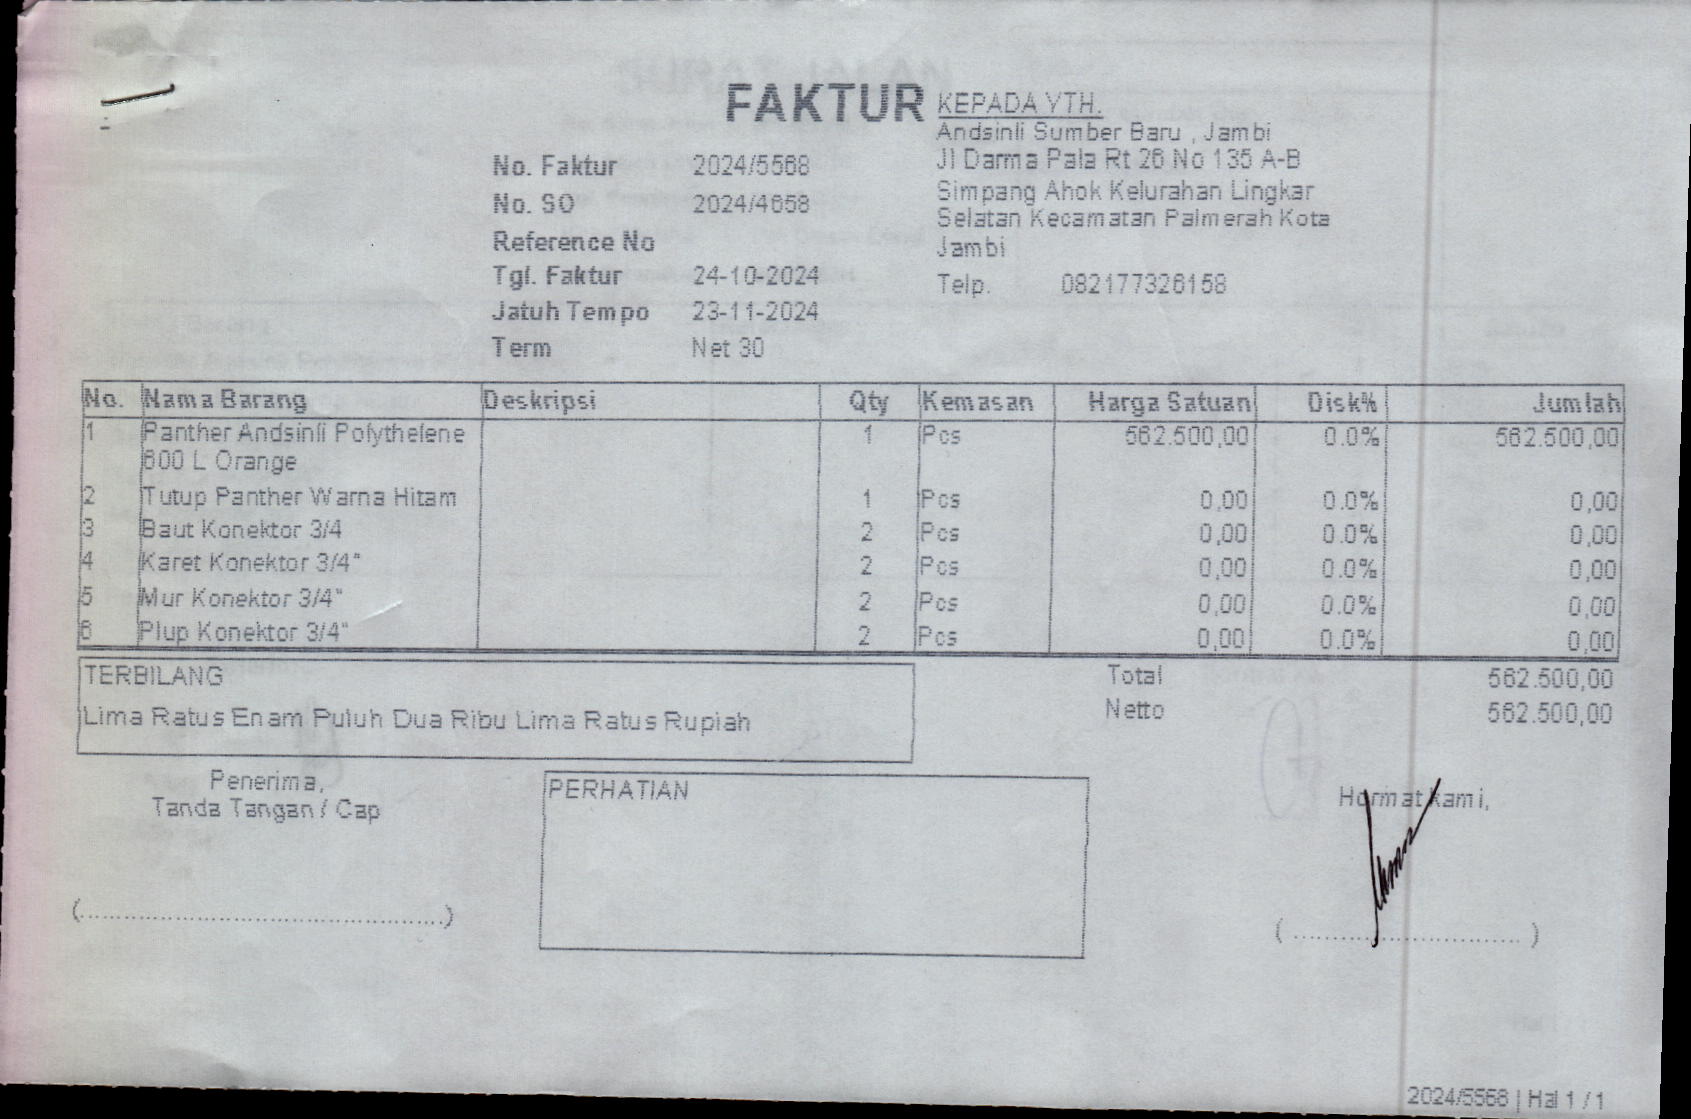 FAKTUR
KEPADA YTH.
Andsinli Sumber Baru , Jambi
Jl Darma Pala Rt 26 No 135 A-B
Simpang Ahok Kelurahan Lingkar
Selatan Kecamatan Palmerah Kota
Jambi
Telp. 082177326158
No. Faktur 2024/5568
No. SO 2024/4658
Reference No
Tgl. Faktur 24-10-2024
Jatuh Tempo 23-11-2024
Term Net 30
No. Nama Barang Deskripsi Qty Kemasan Harga Satuan Disk% Jumlah
1 Panther Andsinli Polythelene 1 Pcs 562.500,00 0.0% 562.500,00
600 L Orange
2 Tutup Panther Warna Hitam 1 Pcs 0,00 0.0% 0,00
3 Baut Konektor 3/4 2 Pcs 0,00 0.0% 0,00
4 Karet Konektor 3/4" 2 Pcs 0,00 0.0% 0,00
5 Mur Konektor 3/4" 2 Pcs 0,00 0.0% 0,00
6 Plup Konektor 3/4" 2 Pcs 0,00 0.0% 0,00
TERBILANG
Lima Ratus Enam Puluh Dua Ribu Lima Ratus Rupiah
Total 562.500,00
Netto 562.500,00
Penerima,
Tanda Tangan / Cap
PERHATIAN
Hormat Kami,
2024/5568 | Hal 1 / 1